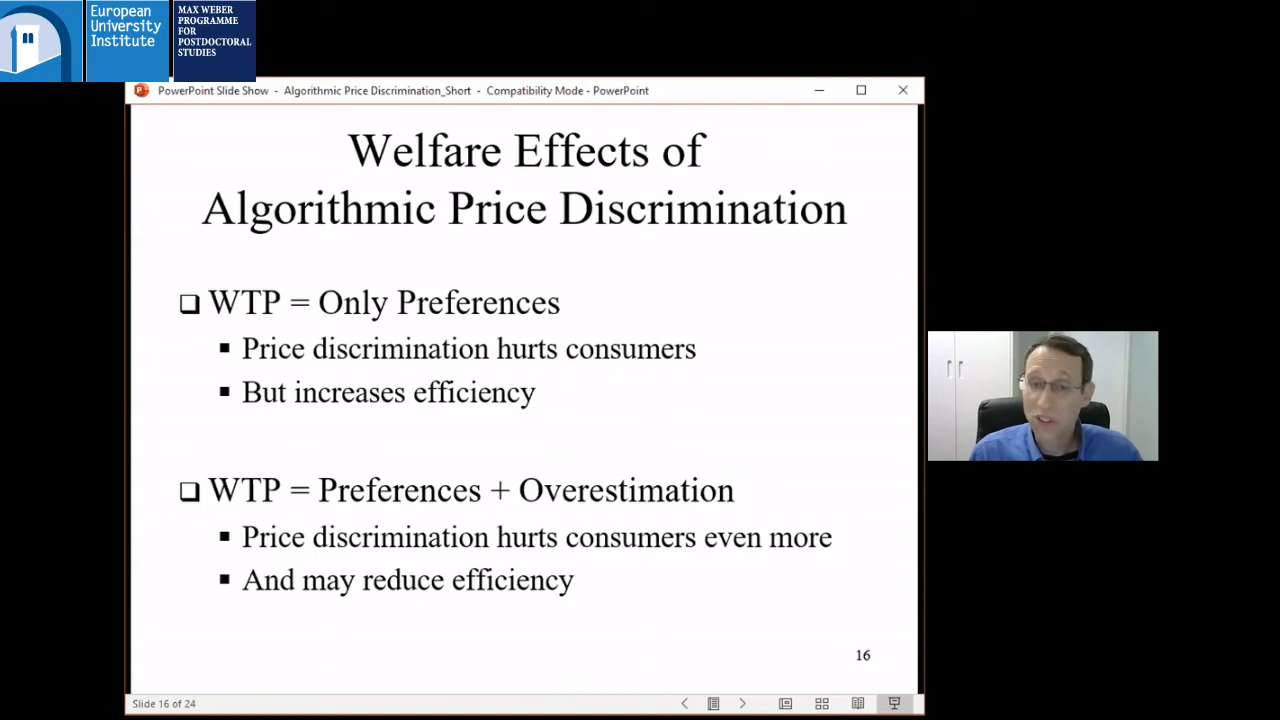 European
University
Institute
MAX WEBER
PROGRAMME
FOR
POSTDOCTORAL
STUDIES
PowerPoint Slide Show - Algorithmic Price Discrimination_Short - Compatibility Mode - PowerPoint
Welfare Effects of
Algorithmic Price Discrimination
WTP = Only Preferences
Price discrimination hurts consumers
But increases efficiency
WTP = Preferences + Overestimation
Price discrimination hurts consumers even more
And may reduce efficiency
16
Slide 16 of 24